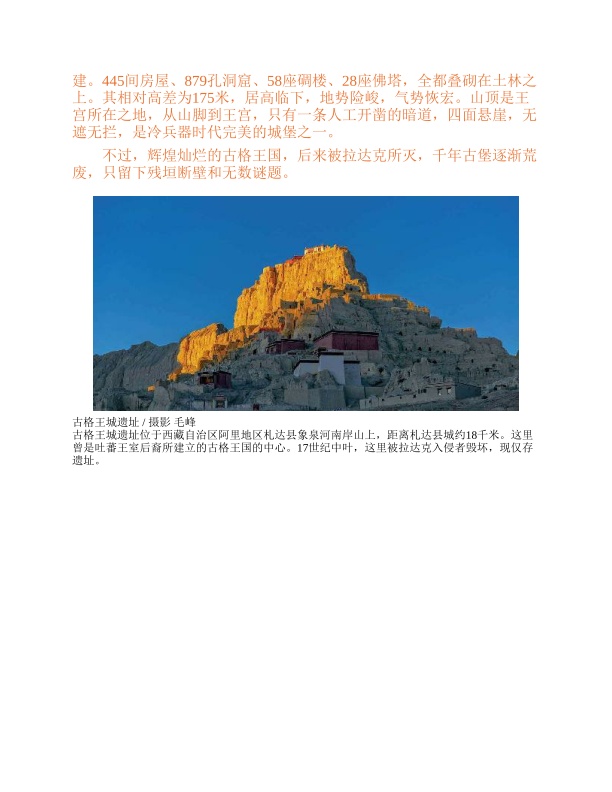 建。445间房屋、879孔洞窟、58座碉楼、28座佛塔，全都叠砌在土林之
上。其相对高差为175米，居高临下，地势险峻，气势恢宏。山顶是王
宫所在之地，从山脚到王宫，只有一条人工开凿的暗道，四面悬崖，无
遮无拦，是冷兵器时代完美的城堡之一。
不过，辉煌灿烂的古格王国，后来被拉达克所灭，千年古堡逐渐荒
废，只留下残垣断壁和无数谜题。
古格王城遗址 / 摄影 毛峰
古格王城遗址位于西藏自治区阿里地区札达县象泉河南岸山上，距离札达县城约18千米。这里
曾是吐蕃王室后裔所建立的古格王国的中心。17世纪中叶，这里被拉达克入侵者毁坏，现仅存
遗址。